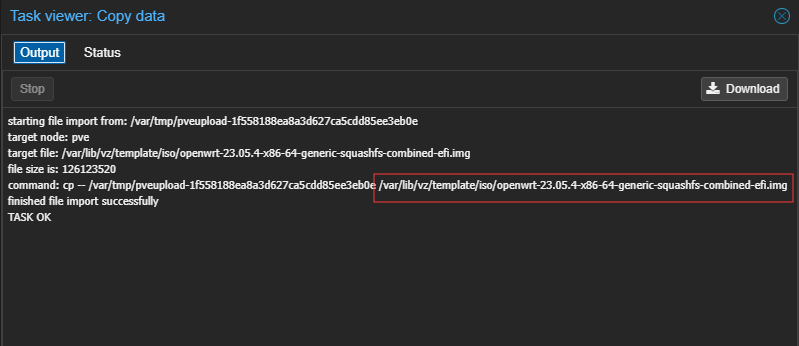 Task viewer: Copy data
Output Status
Stop Download
starting file import from: /var/tmp/pveupload-1f558188ea8a3d627ca5cdd85ee3eb0e
target node: pve
target file: /var/lib/vz/template/iso/openwrt-23.05.4-x86-64-generic-squashfs-combined-efi.img
file size is: 126123520
command: cp -- /var/tmp/pveupload-1f558188ea8a3d627ca5cdd85ee3eb0e /var/lib/vz/template/iso/openwrt-23.05.4-x86-64-generic-squashfs-combined-efi.img
finished file import successfully
TASK OK